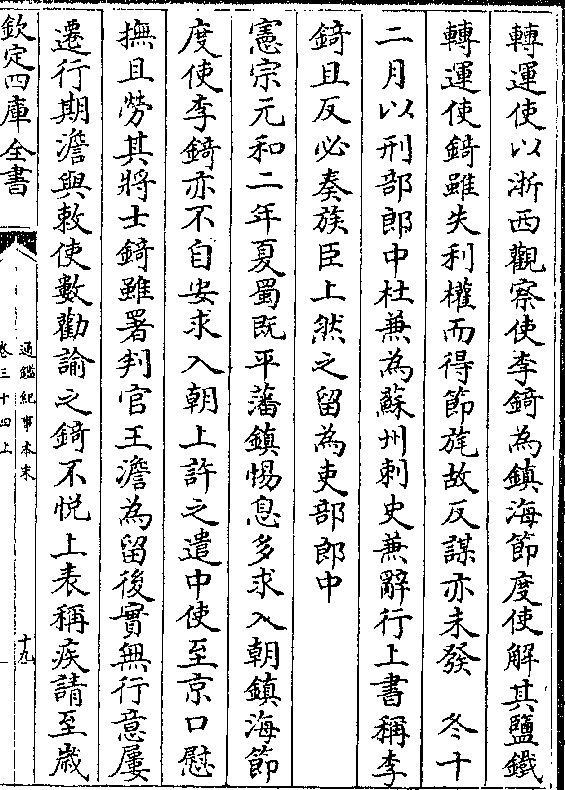 轉運使以浙西觀察使李錡為鎮海節度使解其鹽鐵
轉運使錡雖失利權而得節旄故反謀亦未發　冬十
二月以刑部郎中杜兼為蘇州刺史兼辭行上書稱李
錡且反必奏族臣上然之留為吏部郎中
憲宗元和二年夏蜀既平藩鎮惕息多求入朝鎮海節
度使李錡亦不自安求入朝上許之遣中使至京口慰
撫且勞其將士錡雖署判官王澹為留後實無行意屢
遷行期澹與敕使數勸諭之錡不悅上表稱疾請至歲
欽定四庫全書
通鑑紀事本末
卷三十四上
十九